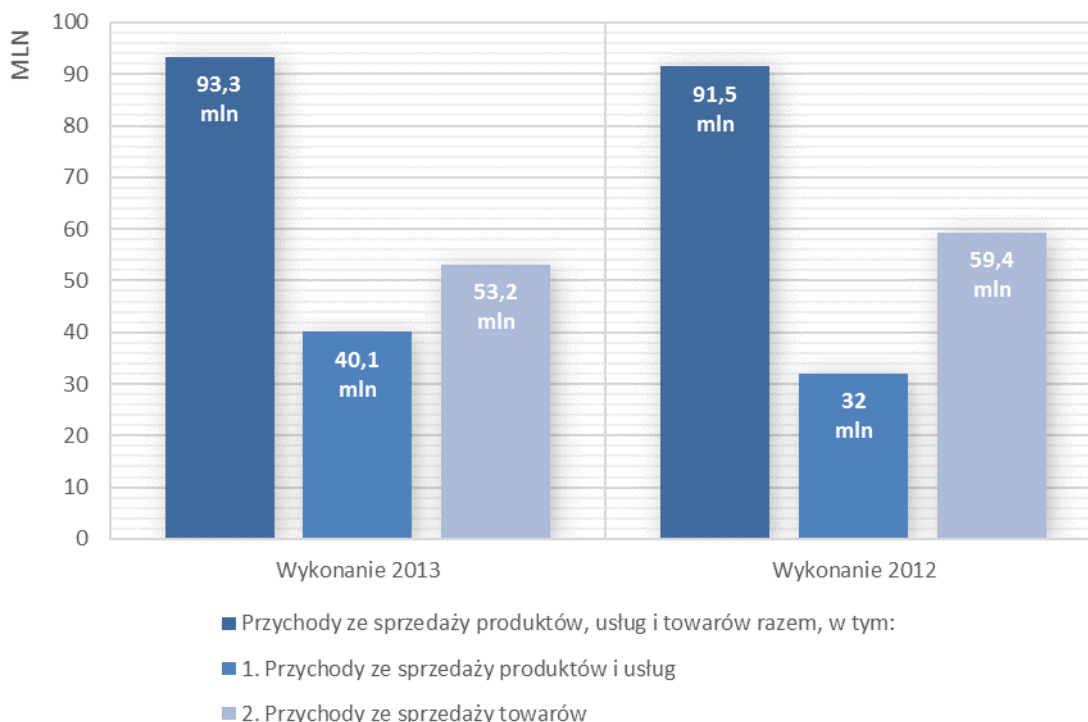 MLN
100
90
80
70
60
50
40
30
20
10
0
93,3
mln
40,1
mln
53,2
mln
91,5
mln
32
mln
59,4
mln
Wykonanie 2013
Wykonanie 2012
Przychody ze sprzedaży produktów, usług i towarów razem, w tym:
1. Przychody ze sprzedaży produktów i usług
2. Przychody ze sprzedaży towarów